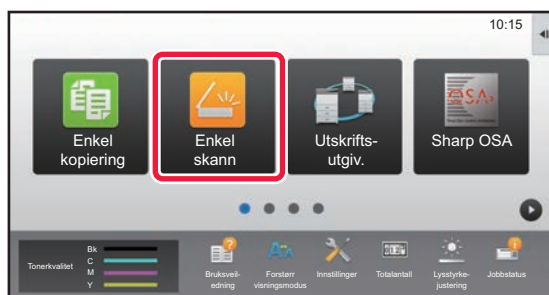 10:15
Enkel
kopiering
Enkel
skann
Utskrifts-
utgiv.
OSA
Sharp OSA
Tonerkvalitet
Bk
C
M
Y
Bruksveil-
edning
Forstørr
visningsmodus
Innstillinger
Totalantall
Lysstyrke-
justering
Jobbstatus